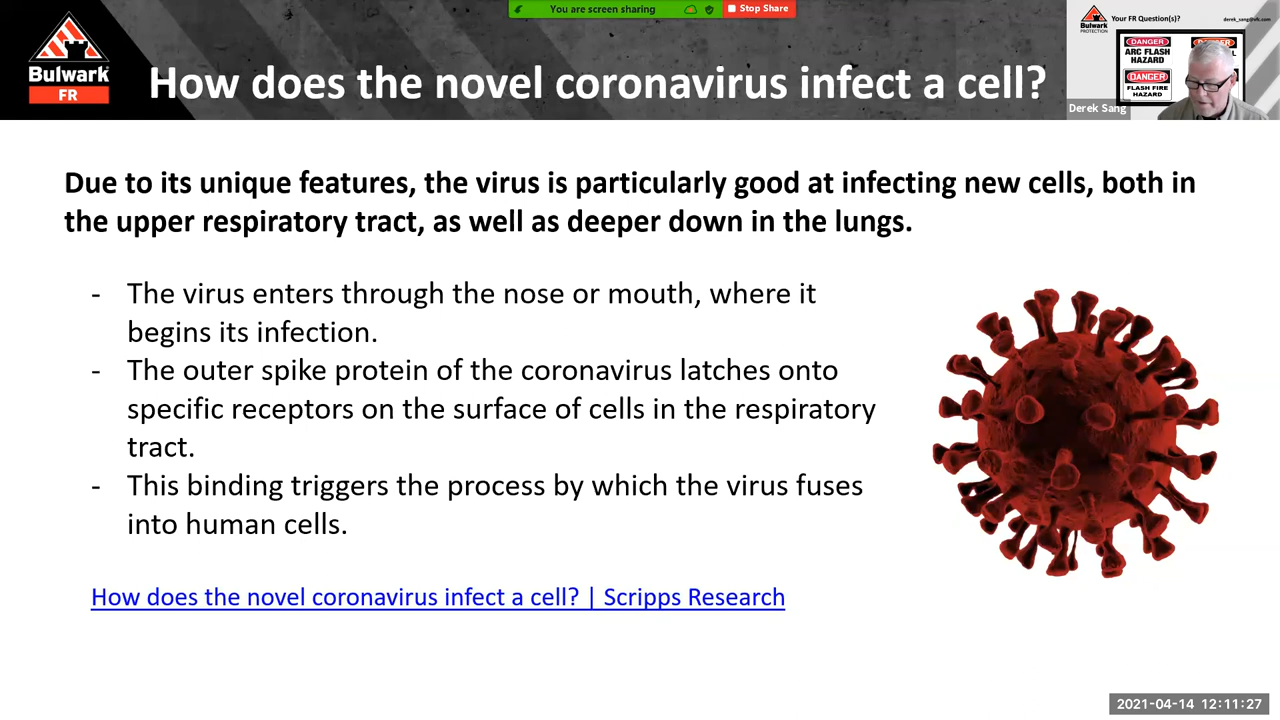 You are screen sharing
Stop Share
Bulwark
FR
How does the novel coronavirus infect a cell?
Bulwark
PROTECTION
Your FR Question(s)?
derek_sang@vfc.com
DANGER
ARC FLASH
HAZARD
DANGER
FLASH FIRE
HAZARD
Derek Sang
Due to its unique features, the virus is particularly good at infecting new cells, both in
the upper respiratory tract, as well as deeper down in the lungs.
- The virus enters through the nose or mouth, where it
begins its infection.
- The outer spike protein of the coronavirus latches onto
specific receptors on the surface of cells in the respiratory
tract.
- This binding triggers the process by which the virus fuses
into human cells.
How does the novel coronavirus infect a cell? | Scripps Research
2021-04-14 12:11:27